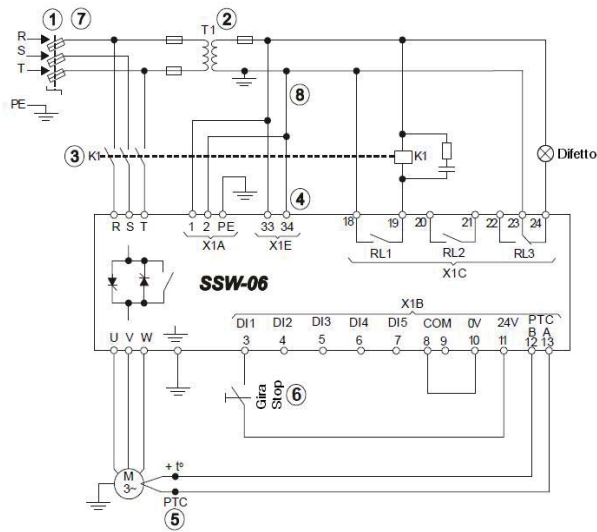 1 7 2
T1
R
S
T
8
PE
3 K1 K1 Difetto
4
1 2 PE 33 34 18 19 20 21 22 23 24
R S T X1A X1E RL1 RL2 RL3
X1C
SSW-06
X1B
U V W DI1 DI2 DI3 DI4 DI5 COM 0V 24V PTC
B A
3 4 5 6 7 8 9 10 11 12 13
Gira
Stop
6
M
3~
+ tº
PTC
5